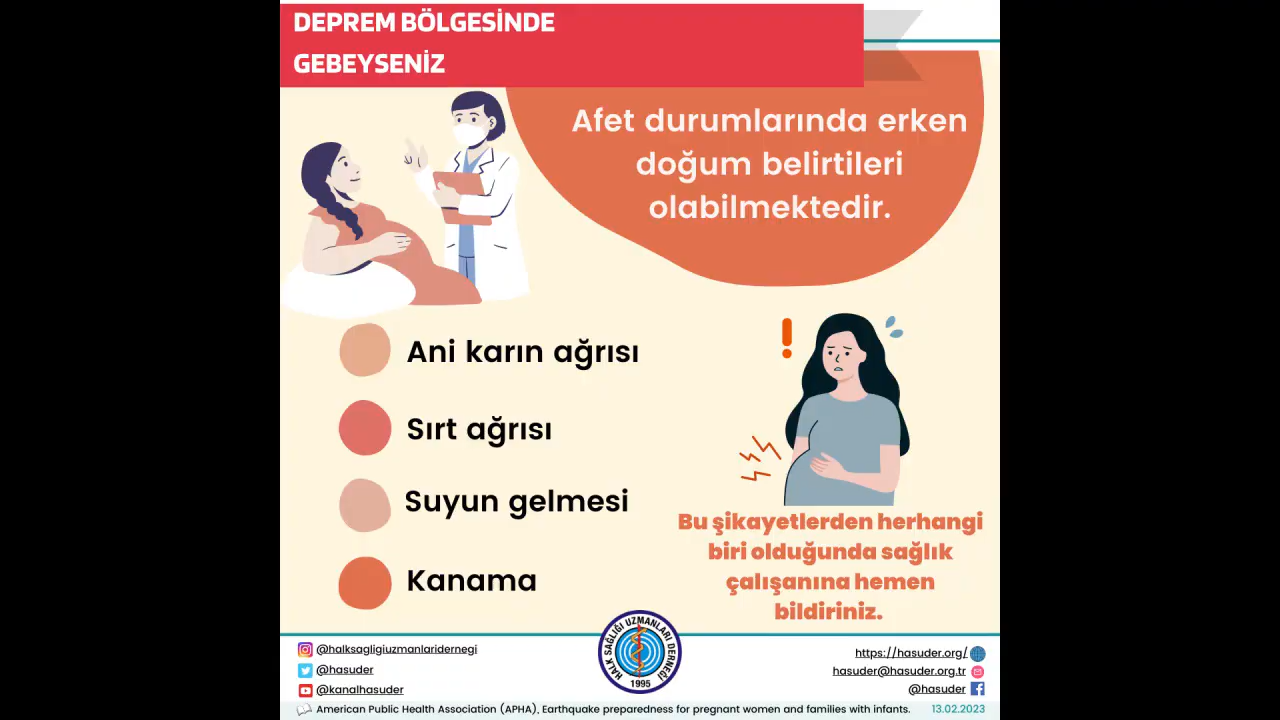 DEPREM BÖLGESİNDE
GEBEYSENİZ
Afet durumlarında erken
doğum belirtileri
olabilmektedir.
Ani karın ağrısı
Sırt ağrısı
Suyun gelmesi
Kanama
Bu şikayetlerden herhangi
biri olduğunda sağlık
çalışanına hemen
bildiriniz.
@halksagligiuzmanlaridernegi
@hasuder
@kanalhasuder
HALK SAĞLIĞI UZMANLARI DERNEĞİ
1995
https://hasuder.org/
hasuder@hasuder.org.tr
@hasuder
American Public Health Association (APHA), Earthquake preparedness for pregnant women and families with infants.
13.02.2023